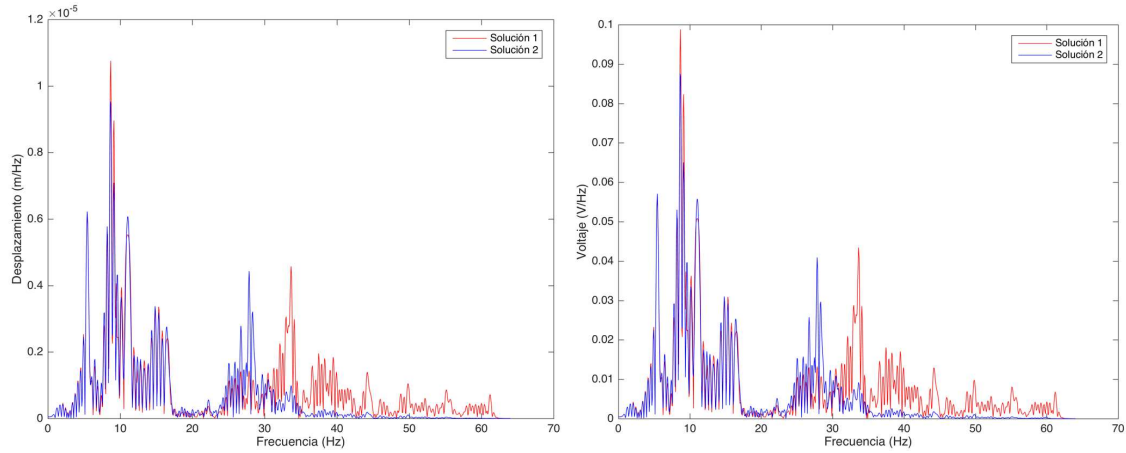 1.2 ×10⁻⁵
1
0.8
0.6
0.4
0.2
0
0 10 20 30 40 50 60 70
Desplazamiento (m/Hz)
Frecuencia (Hz)
Solución 1
Solución 2
0.1
0.09
0.08
0.07
0.06
0.05
0.04
0.03
0.02
0.01
0
0 10 20 30 40 50 60 70
Voltaje (V/Hz)
Frecuencia (Hz)
Solución 1
Solución 2